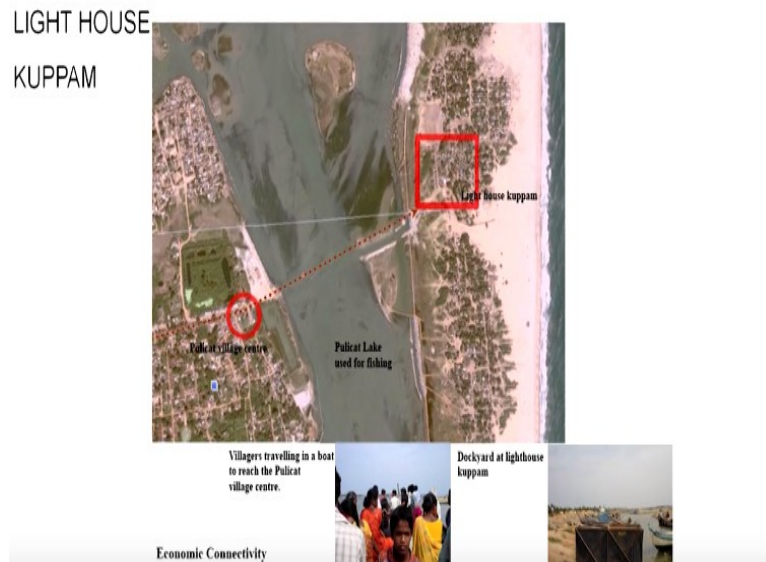 LIGHT HOUSE
KUPPAM
Light house kuppam
Pulicat village centre
Pulicat Lake
used for fishing
Villagers travelling in a boat
to reach the Pulicat
village centre.
Dockyard at lighthouse
kuppam
Economic Connectivity